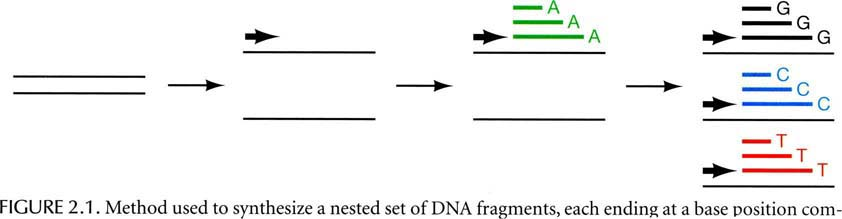 A
A
A
G
G
G
C
C
C
T
T
T
FIGURE 2.1. Method used to synthesize a nested set of DNA fragments, each ending at a base position com-